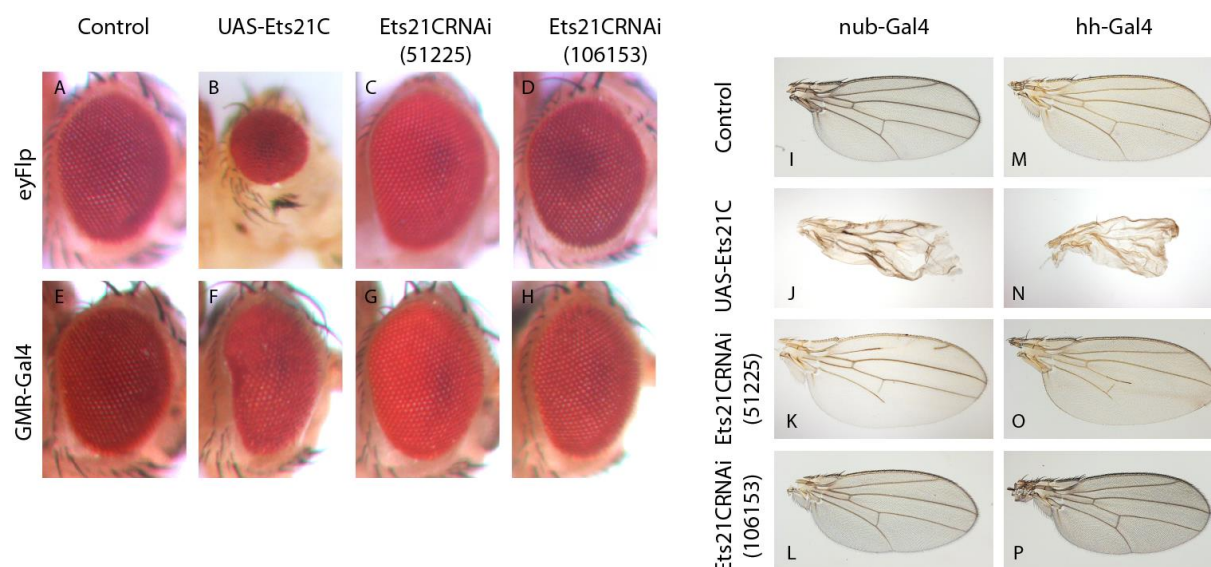 Control UAS-Ets21C Ets21CRNAi (51225) Ets21CRNAi (106153)
eyFlp
A B C D
GMR-Gal4
E F G H
nub-Gal4 hh-Gal4
Control
I M
UAS-Ets21C
J N
Ets21CRNAi
(51225)
K O
Ets21CRNAi
(106153)
L P